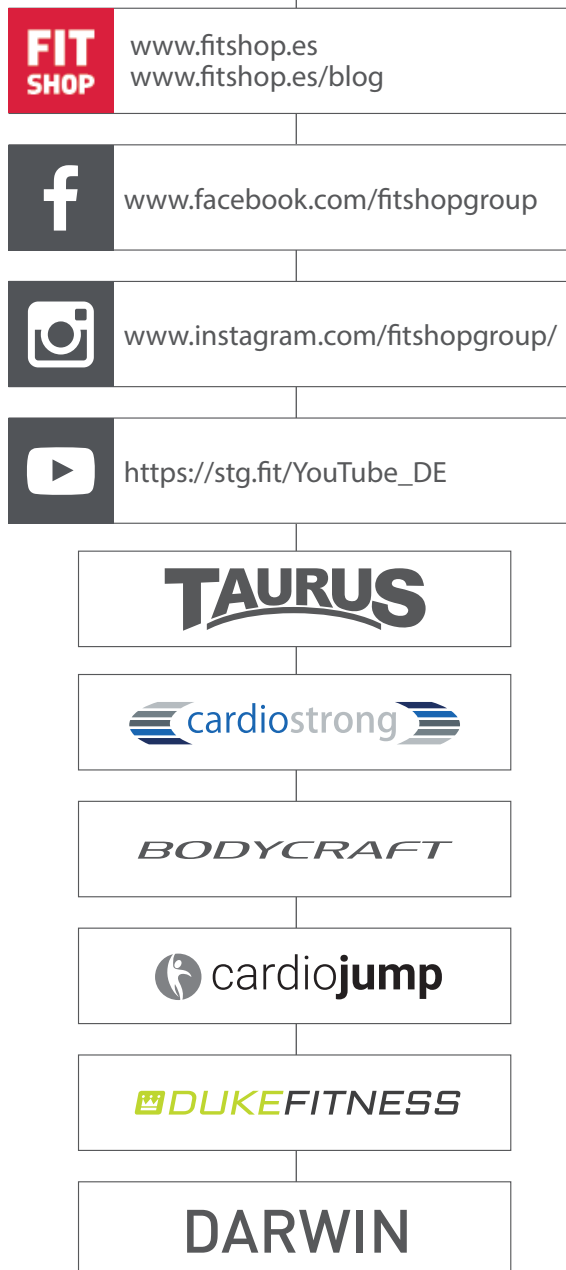 FIT
SHOP
www.fitshop.es
www.fitshop.es/blog
www.facebook.com/fitshopgroup
www.instagram.com/fitshopgroup/
https://stg.fit/YouTube_DE
TAURUS
cardiostrong
BODYCRAFT
cardiojump
DUKEFITNESS
DARWIN